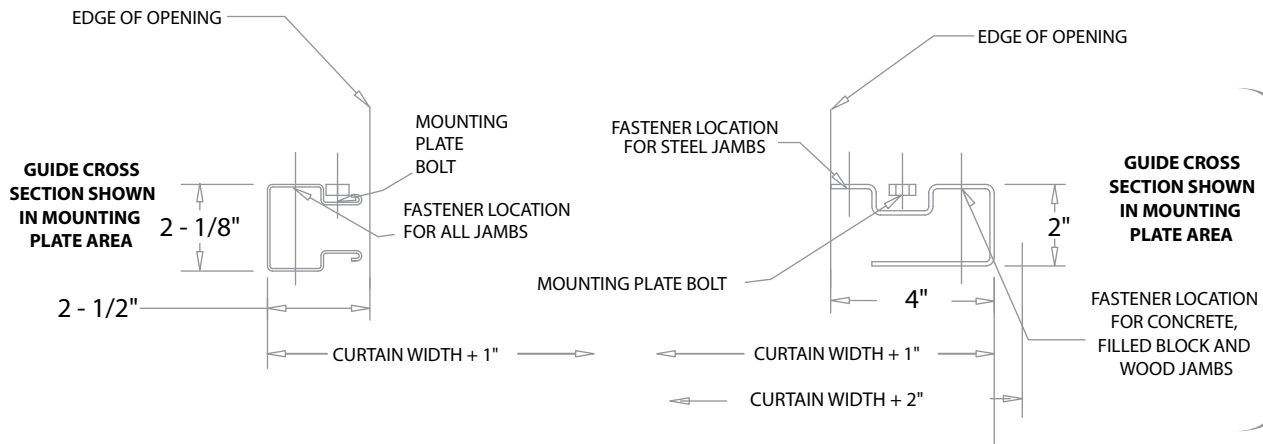 EDGE OF OPENING
MOUNTING
PLATE
BOLT
GUIDE CROSS
SECTION SHOWN
IN MOUNTING
PLATE AREA
2 - 1/8"
FASTENER LOCATION
FOR ALL JAMBS
2 - 1/2"
CURTAIN WIDTH + 1"
EDGE OF OPENING
FASTENER LOCATION
FOR STEEL JAMBS
GUIDE CROSS
SECTION SHOWN
IN MOUNTING
PLATE AREA
2"
MOUNTING PLATE BOLT
4"
FASTENER LOCATION
FOR CONCRETE,
FILLED BLOCK AND
WOOD JAMBS
CURTAIN WIDTH + 1"
CURTAIN WIDTH + 2"